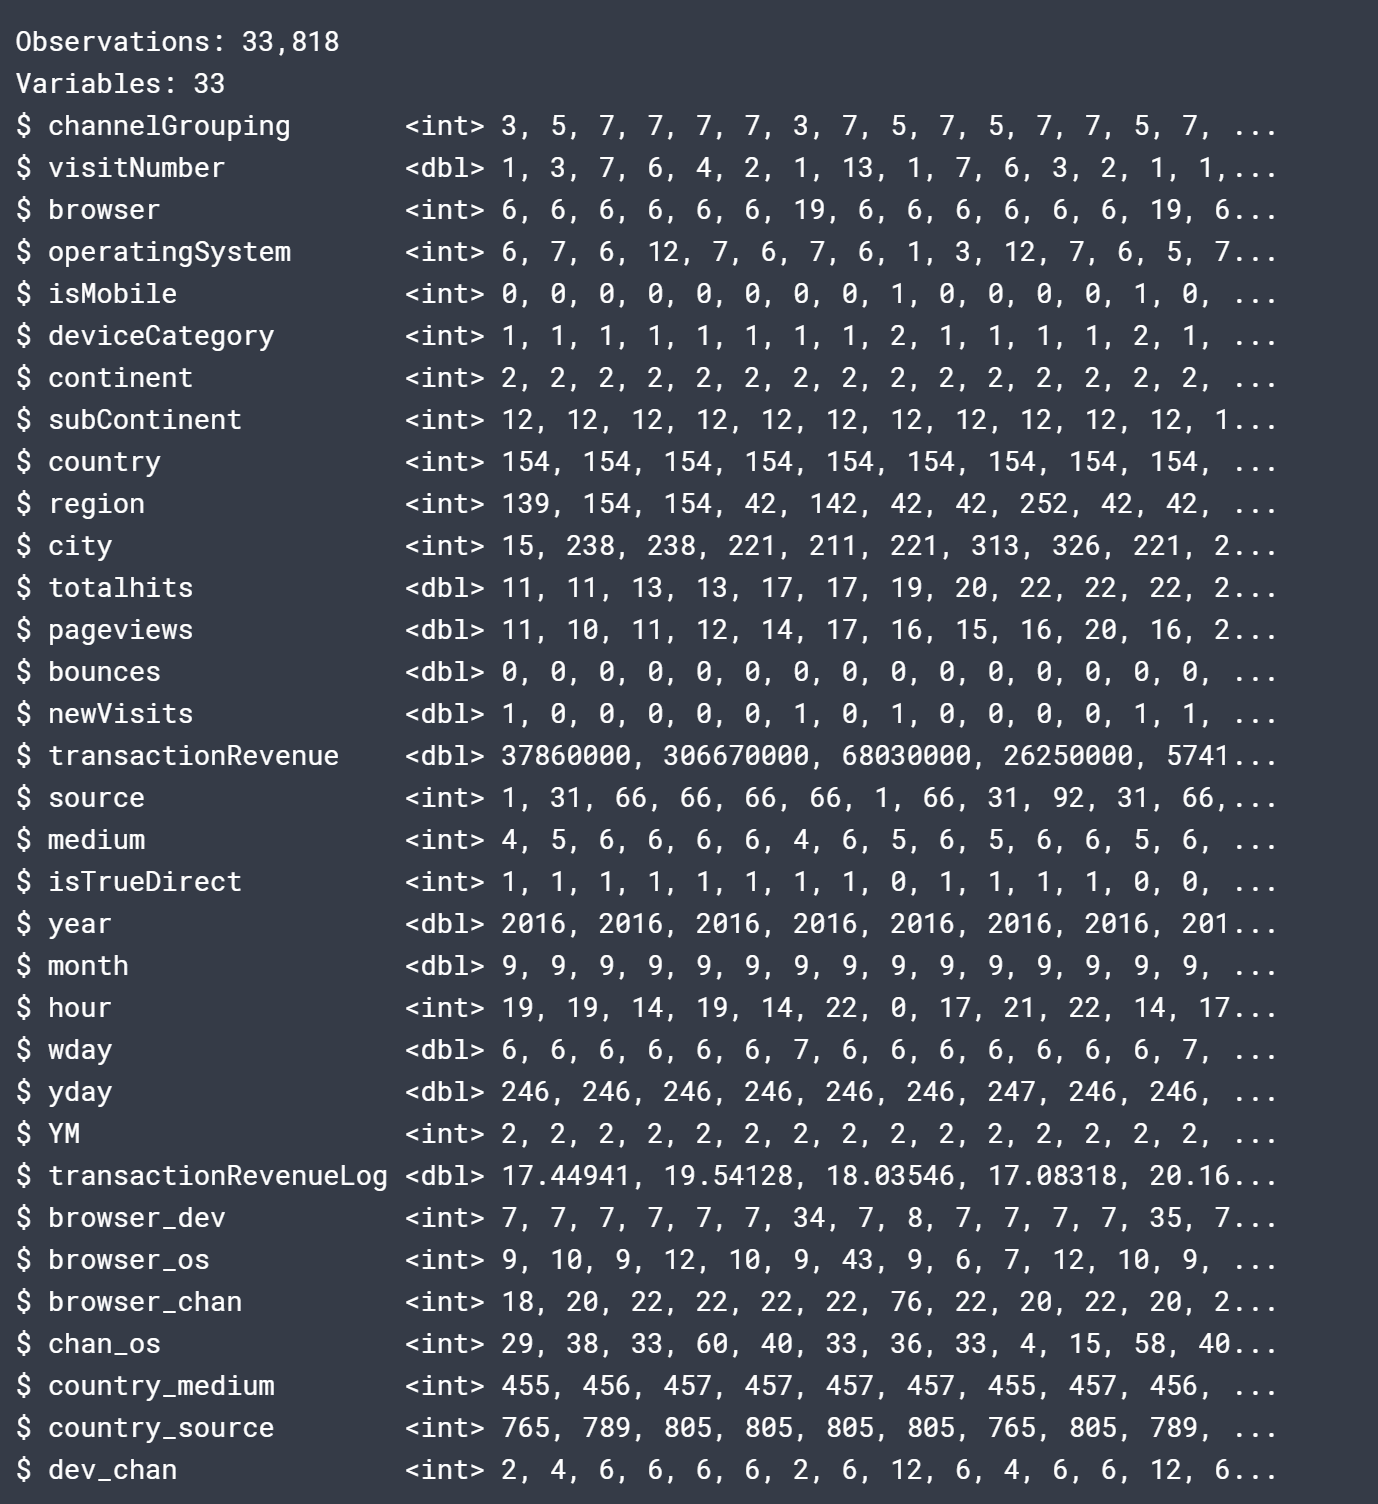 Observations: 33,818
Variables: 33
$ channelGrouping       <int> 3, 5, 7, 7, 7, 7, 3, 7, 5, 7, 5, 7, 7, 5, 7, ...
$ visitNumber           <dbl> 1, 3, 7, 6, 4, 2, 1, 13, 1, 7, 6, 3, 2, 1, 1,...
$ browser               <int> 6, 6, 6, 6, 6, 6, 19, 6, 6, 6, 6, 6, 6, 19, 6...
$ operatingSystem       <int> 6, 7, 6, 12, 7, 6, 7, 6, 1, 3, 12, 7, 6, 5, 7...
$ isMobile              <int> 0, 0, 0, 0, 0, 0, 0, 0, 1, 0, 0, 0, 0, 1, 0, ...
$ deviceCategory        <int> 1, 1, 1, 1, 1, 1, 1, 1, 2, 1, 1, 1, 1, 2, 1, ...
$ continent             <int> 2, 2, 2, 2, 2, 2, 2, 2, 2, 2, 2, 2, 2, 2, 2, ...
$ subContinent          <int> 12, 12, 12, 12, 12, 12, 12, 12, 12, 12, 12, 1...
$ country               <int> 154, 154, 154, 154, 154, 154, 154, 154, 154, ...
$ region                <int> 139, 154, 154, 42, 142, 42, 42, 252, 42, 42, ...
$ city                  <int> 15, 238, 238, 221, 211, 221, 313, 326, 221, 2...
$ totalhits             <dbl> 11, 11, 13, 13, 17, 17, 19, 20, 22, 22, 22, 2...
$ pageviews             <dbl> 11, 10, 11, 12, 14, 17, 16, 15, 16, 20, 16, 2...
$ bounces               <dbl> 0, 0, 0, 0, 0, 0, 0, 0, 0, 0, 0, 0, 0, 0, 0, ...
$ newVisits             <dbl> 1, 0, 0, 0, 0, 0, 1, 0, 1, 0, 0, 0, 0, 1, 1, ...
$ transactionRevenue    <dbl> 37860000, 306670000, 68030000, 26250000, 5741...
$ source                <int> 1, 31, 66, 66, 66, 66, 1, 66, 31, 92, 31, 66,...
$ medium                <int> 4, 5, 6, 6, 6, 6, 4, 6, 5, 6, 5, 6, 6, 5, 6, ...
$ isTrueDirect          <int> 1, 1, 1, 1, 1, 1, 1, 1, 0, 1, 1, 1, 1, 0, 0, ...
$ year                  <dbl> 2016, 2016, 2016, 2016, 2016, 2016, 2016, 201...
$ month                 <dbl> 9, 9, 9, 9, 9, 9, 9, 9, 9, 9, 9, 9, 9, 9, 9, ...
$ hour                  <int> 19, 19, 14, 19, 14, 22, 0, 17, 21, 22, 14, 17...
$ wday                  <dbl> 6, 6, 6, 6, 6, 6, 7, 6, 6, 6, 6, 6, 6, 6, 7, ...
$ yday                  <dbl> 246, 246, 246, 246, 246, 246, 247, 246, 246, ...
$ YM                    <int> 2, 2, 2, 2, 2, 2, 2, 2, 2, 2, 2, 2, 2, 2, 2, ...
$ transactionRevenueLog <dbl> 17.44941, 19.54128, 18.03546, 17.08318, 20.16...
$ browser_dev           <int> 7, 7, 7, 7, 7, 7, 34, 7, 8, 7, 7, 7, 7, 35, 7...
$ browser_os            <int> 9, 10, 9, 12, 10, 9, 43, 9, 6, 7, 12, 10, 9, ...
$ browser_chan          <int> 18, 20, 22, 22, 22, 22, 76, 22, 20, 22, 20, 2...
$ chan_os               <int> 29, 38, 33, 60, 40, 33, 36, 33, 4, 15, 58, 40...
$ country_medium        <int> 455, 456, 457, 457, 457, 457, 455, 457, 456, ...
$ country_source        <int> 765, 789, 805, 805, 805, 805, 765, 805, 789, ...
$ dev_chan              <int> 2, 4, 6, 6, 6, 6, 2, 6, 12, 6, 4, 6, 6, 12, 6...